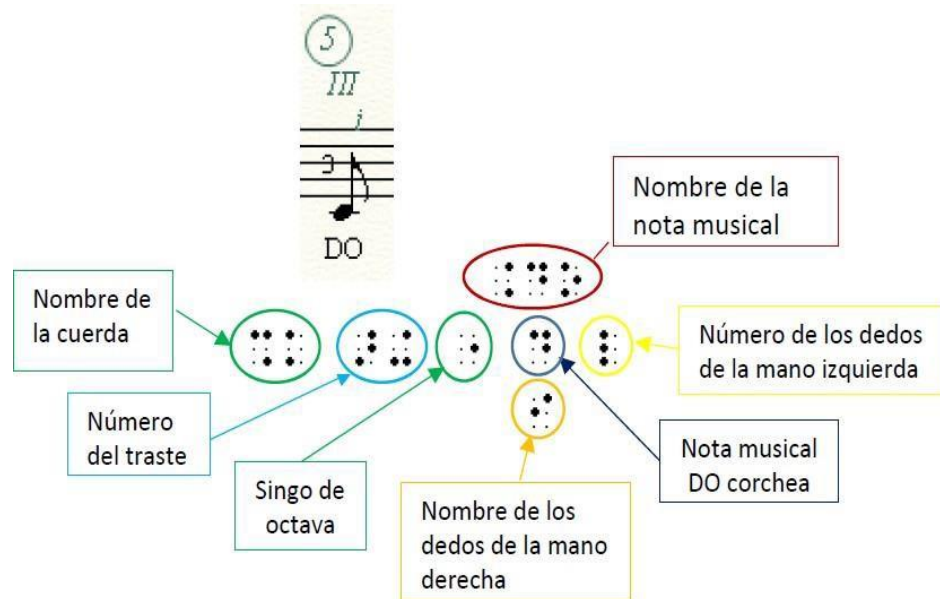 5
III
i
3
DO
Nombre de la
nota musical
Nombre de
la cuerda
Número de los dedos
de la mano izquierda
Número
del traste
Singo de
octava
Nombre de los
dedos de la mano
derecha
Nota musical
DO corchea